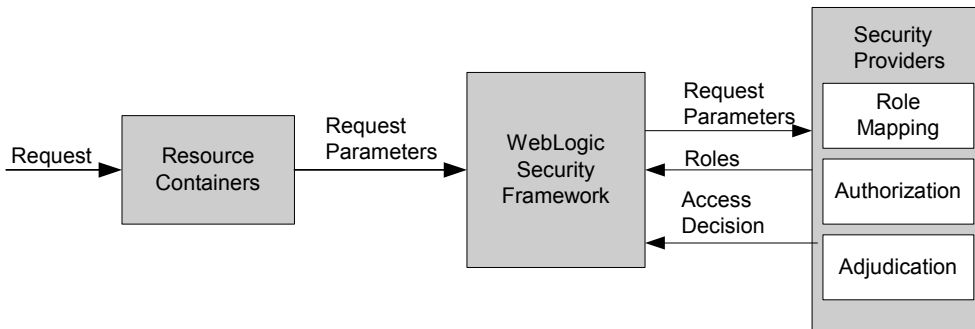 Request
Resource
Containers
Request
Parameters
WebLogic
Security
Framework
Request
Parameters
Roles
Access
Decision
Security
Providers
Role
Mapping
Authorization
Adjudication